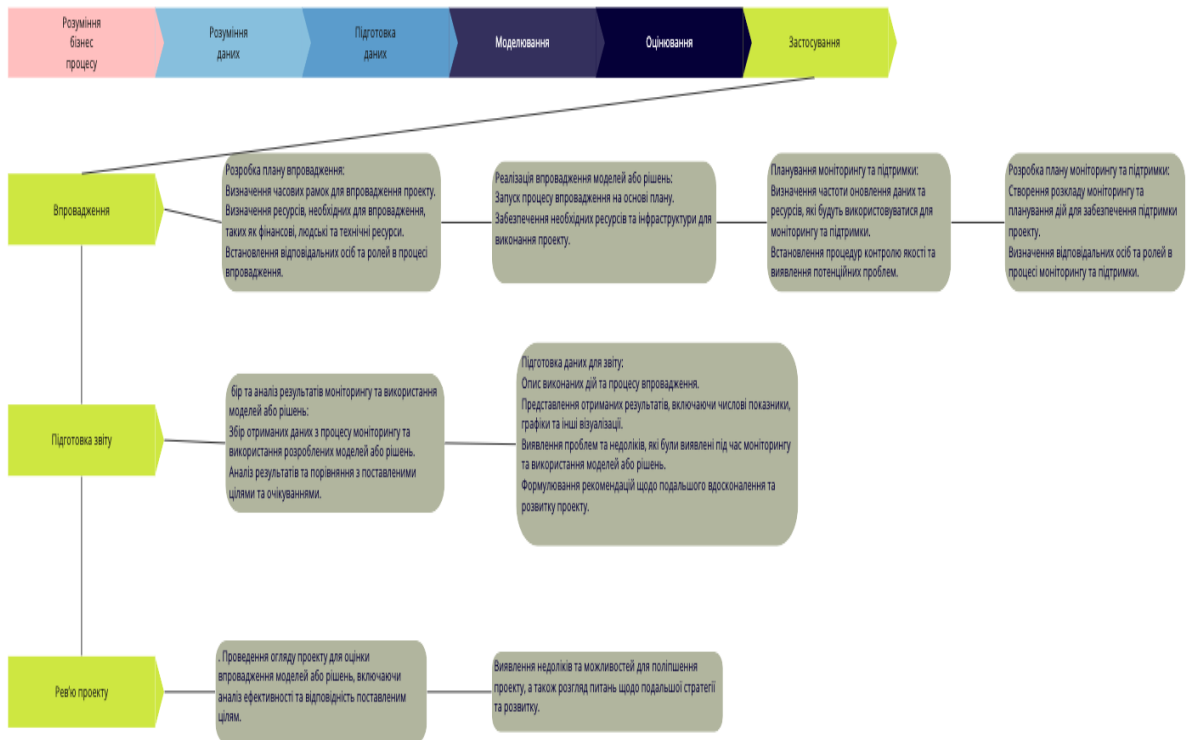 Розуміння
бізнес
процесу
Розуміння
даних
Підготовка
даних
Моделювання
Оцінювання
Застосування
Впровадження
Розробка плану впровадження:
Визначення часових рамок для впровадження проекту.
Визначення ресурсів, необхідних для впровадження,
таких як фінансові, людські та технічні ресурси.
Встановлення відповідальних осіб та ролей в процесі
впровадження.
Реалізація впровадження моделей або рішень:
Запуск процесу впровадження на основі плану.
Забезпечення необхідних ресурсів та інфраструктури для
виконання проекту.
Планування моніторингу та підтримки:
Визначення частоти оновлення даних та
ресурсів, які будуть використовуватися для
моніторингу та підтримки.
Встановлення процедур контролю якості та
виявлення потенційних проблем.
Розробка плану моніторингу та підтримки:
Створення розкладу моніторингу та
планування дій для забезпечення підтримки
проекту.
Визначення відповідальних осіб та ролей в
процесі моніторингу та підтримки.
Підготовка звіту
бір та аналіз результатів моніторингу та використання
моделей або рішень:
Збір отриманих даних з процесу моніторингу та
використання розроблених моделей або рішень.
Аналіз результатів та порівняння з поставленими
цілями та очікуваннями.
Підготовка даних для звіту:
Опис виконаних дій та процесу впровадження.
Представлення отриманих результатів, включаючи числові показники,
графіки та інші візуалізації.
Виявлення проблем та недоліків, які були виявлені під час моніторингу
та використання моделей або рішень.
Формулювання рекомендацій щодо подальшого вдосконалення та
розвитку проекту.
Рев'ю проекту
. Проведення огляду проекту для оцінки
впровадження моделей або рішень, включаючи
аналіз ефективності та відповідність поставленим
цілям.
Виявлення недоліків та можливостей для поліпшення
проекту, а також розгляд питань щодо подальшої стратегії
та розвитку.